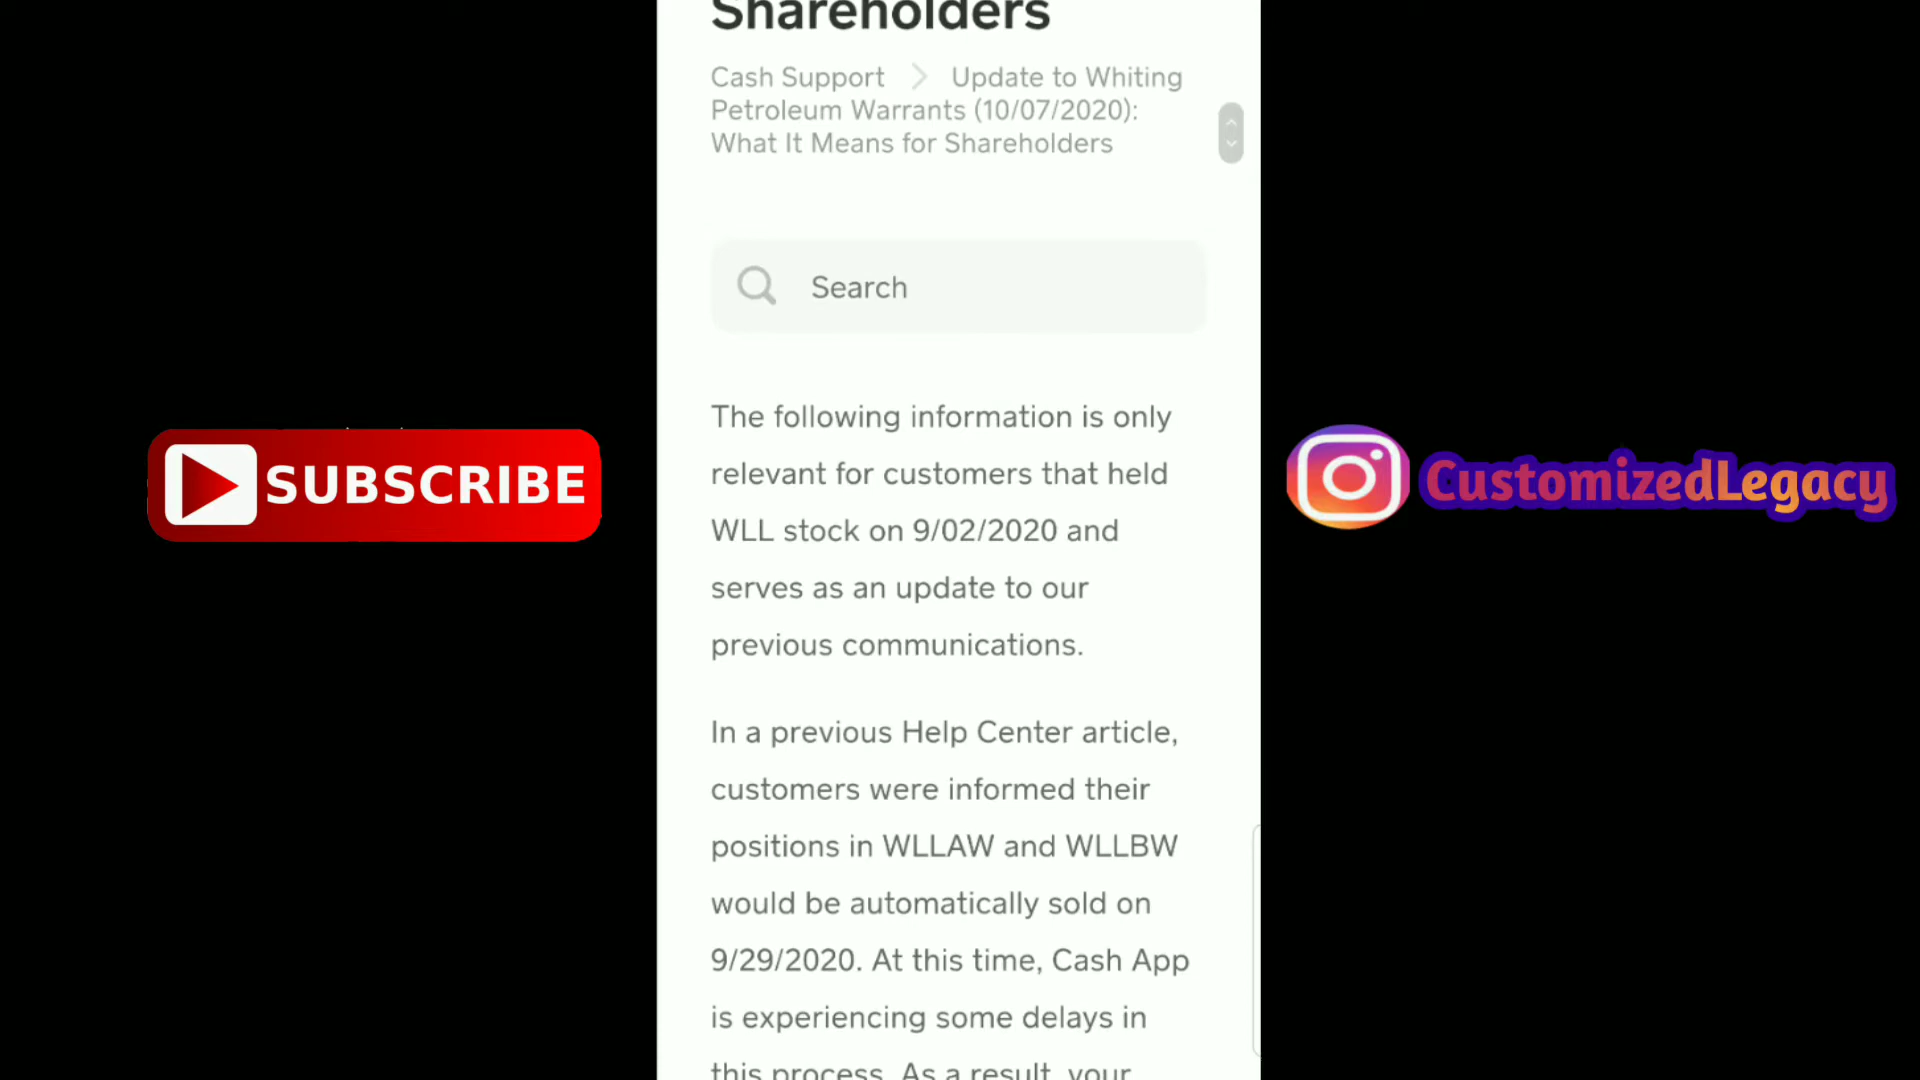 Shareholders
Cash Support > Update to Whiting
Petroleum Warrants (10/07/2020):
What It Means for Shareholders
Search
The following information is only
relevant for customers that held
WLL stock on 9/02/2020 and
serves as an update to our
previous communications.
In a previous Help Center article,
customers were informed their
positions in WLLAW and WLLBW
would be automatically sold on
9/29/2020. At this time, Cash App
is experiencing some delays in
this process. As a result, your
SUBSCRIBE
CustomizedLegacy